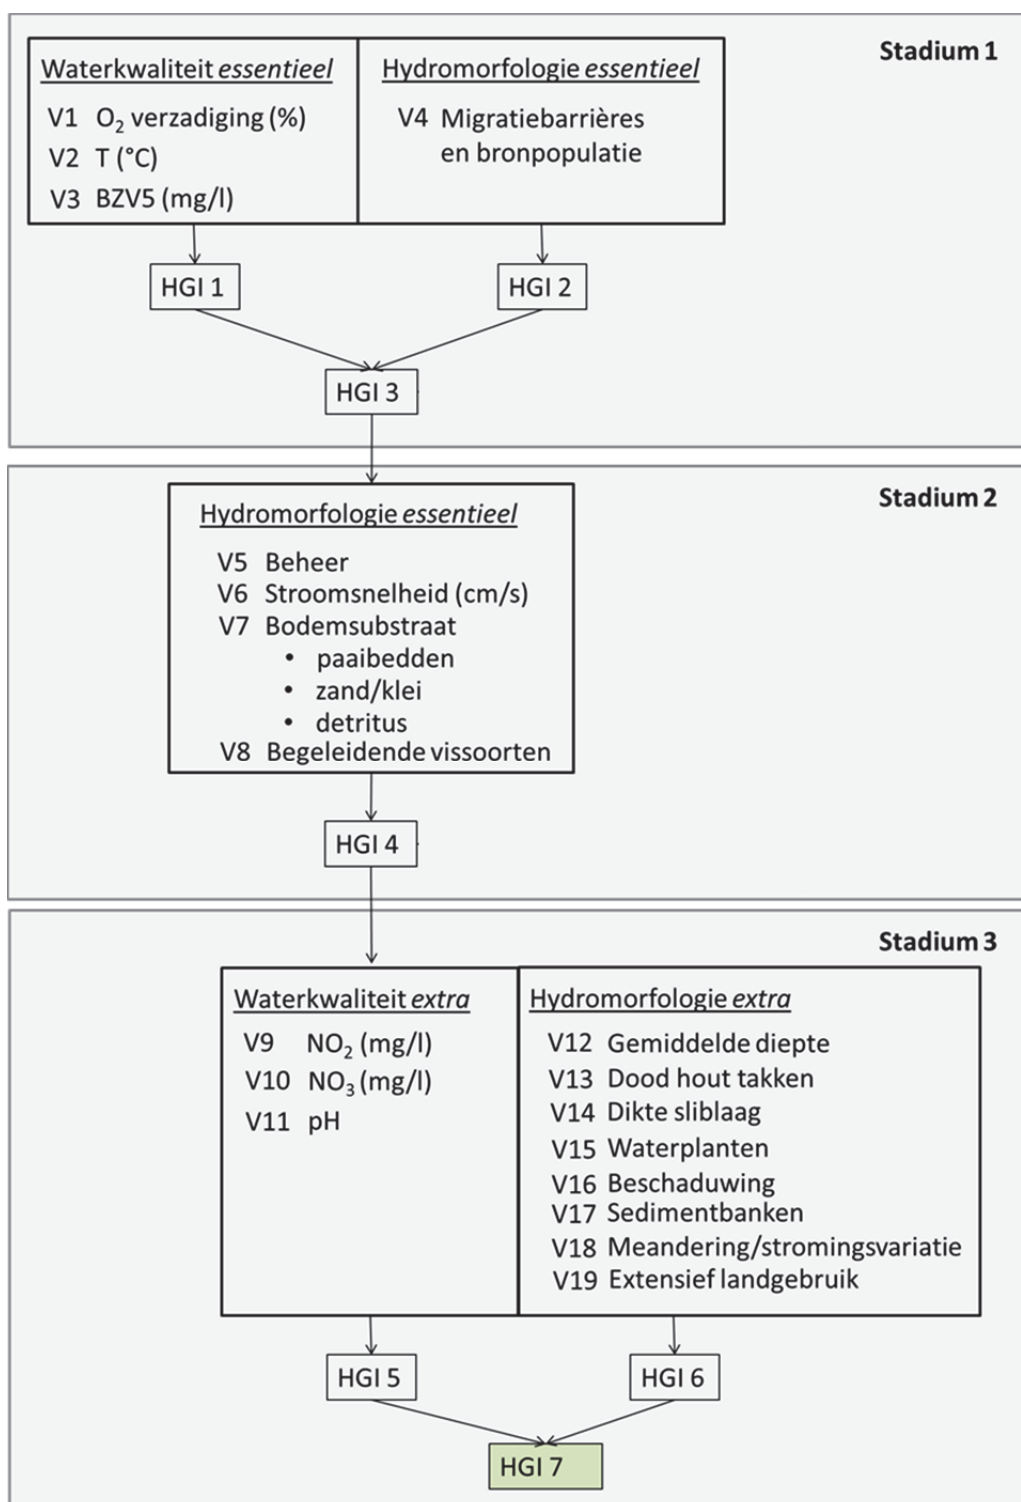 Stadium 1
Waterkwaliteit essentieel
V1 O₂ verzadiging (%)
V2 T (°C)
V3 BZV5 (mg/l)
Hydromorfologie essentieel
V4 Migratiebarrières
en bronpopulatie
HGI 1
HGI 2
HGI 3
Stadium 2
Hydromorfologie essentieel
V5 Beheer
V6 Stroomsnelheid (cm/s)
V7 Bodemsubstraat
• paaibedden
• zand/klei
• detritus
V8 Begeleidende vissoorten
HGI 4
Stadium 3
Waterkwaliteit extra
V9 NO₂ (mg/l)
V10 NO₃ (mg/l)
V11 pH
Hydromorfologie extra
V12 Gemiddelde diepte
V13 Dood hout takken
V14 Dikte sliblaag
V15 Waterplanten
V16 Beschaduwing
V17 Sedimentbanken
V18 Meandering/stromingsvariatie
V19 Extensief landgebruik
HGI 5
HGI 6
HGI 7